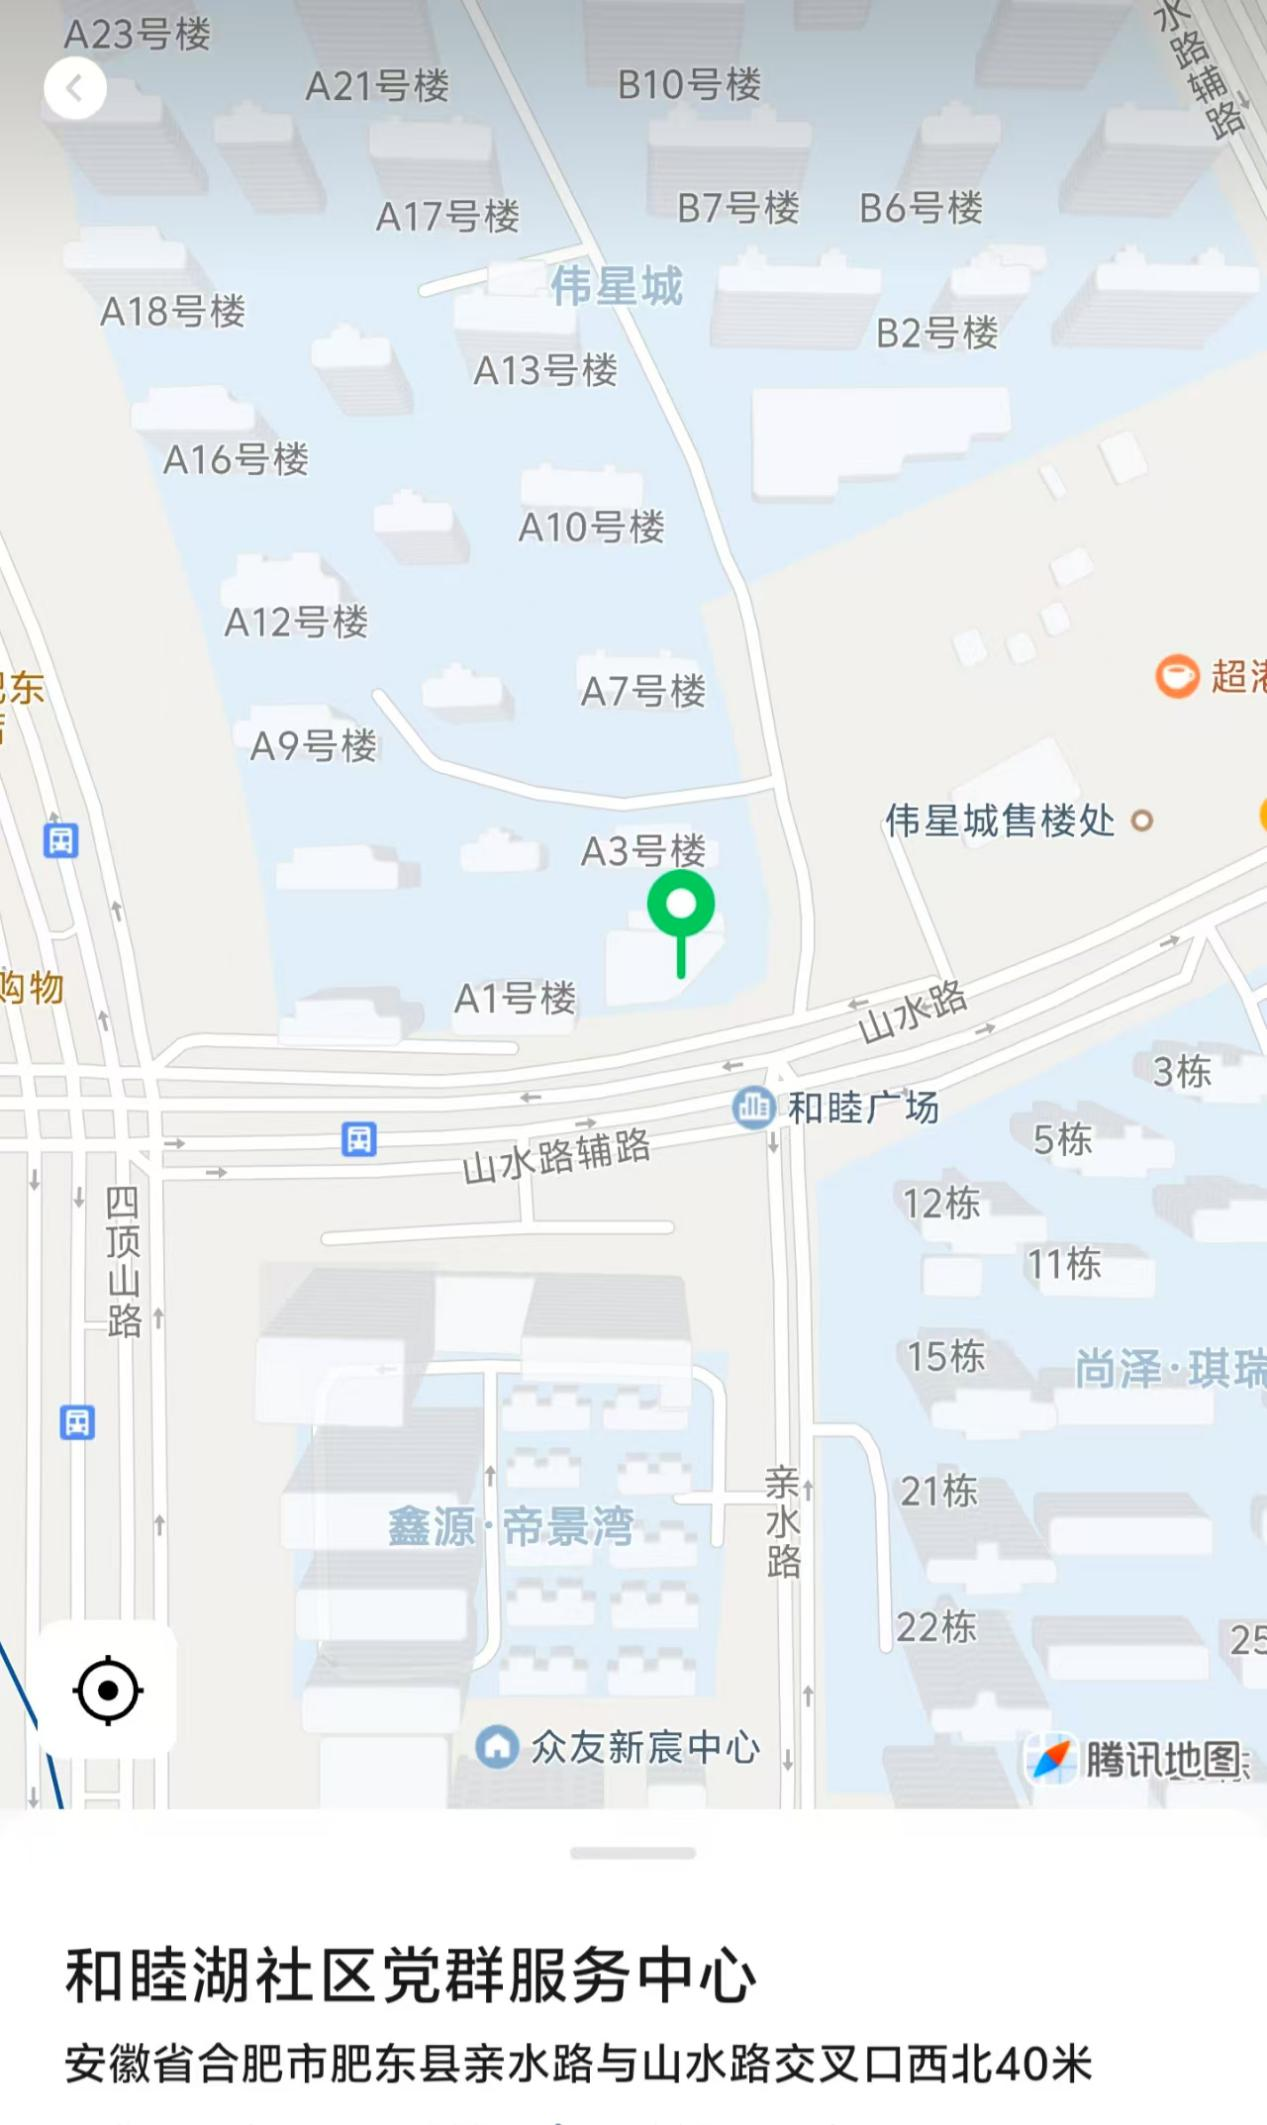 A23号楼
水路辅路
A21号楼
B10号楼
A17号楼
B7号楼
B6号楼
伟星城
A18号楼
B2号楼
A13号楼
A16号楼
A10号楼
A12号楼
东
超
A7号楼
A9号楼
伟星城售楼处
A3号楼
购物
A1号楼
山水路
3栋
和睦广场
5栋
山水路辅路
四顶山路
12栋
11栋
15栋
尚泽·琪瑞
21栋
亲水路
鑫源·帝景湾
22栋
25
众友新宸中心
腾讯地图
和睦湖社区党群服务中心
安徽省合肥市肥东县亲水路与山水路交叉口西北40米